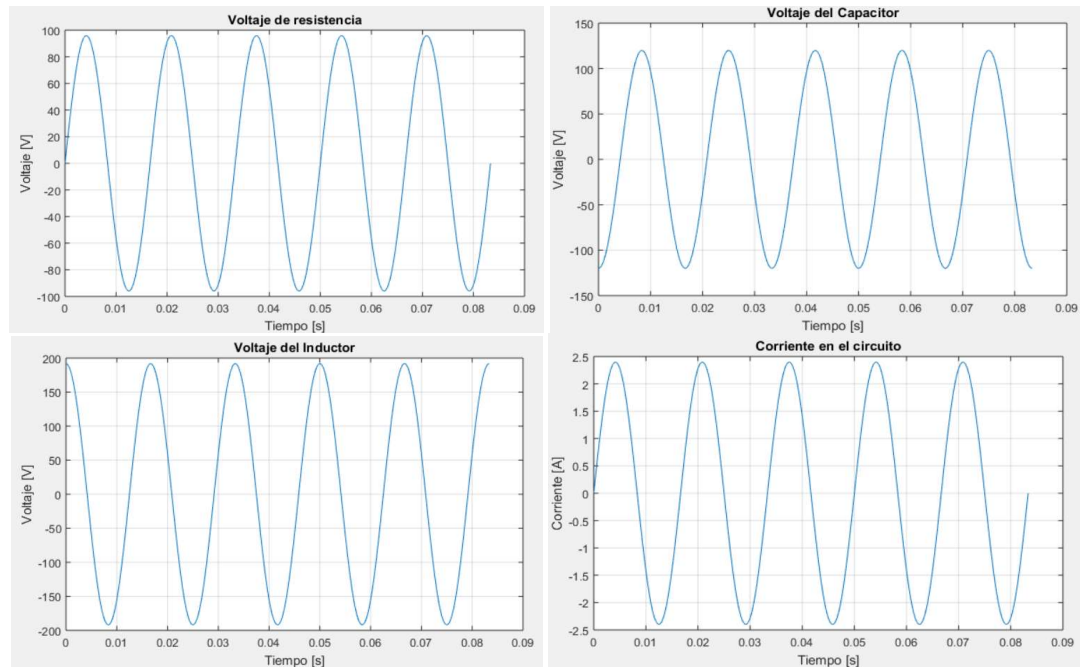 Voltaje de resistencia
100
80
60
40
20
0
-20
-40
-60
-80
-100
Voltaje [V]
0 0.01 0.02 0.03 0.04 0.05 0.06 0.07 0.08 0.09
Tiempo [s]
Voltaje del Capacitor
150
100
50
0
-50
-100
-150
Voltaje [V]
0 0.01 0.02 0.03 0.04 0.05 0.06 0.07 0.08 0.09
Tiempo [s]
Voltaje del Inductor
200
150
100
50
0
-50
-100
-150
-200
Voltaje [V]
0 0.01 0.02 0.03 0.04 0.05 0.06 0.07 0.08 0.09
Tiempo [s]
Corriente en el circuito
2.5
2
1.5
1
0.5
0
-0.5
-1
-1.5
-2
-2.5
Corriente [A]
0 0.01 0.02 0.03 0.04 0.05 0.06 0.07 0.08 0.09
Tiempo [s]